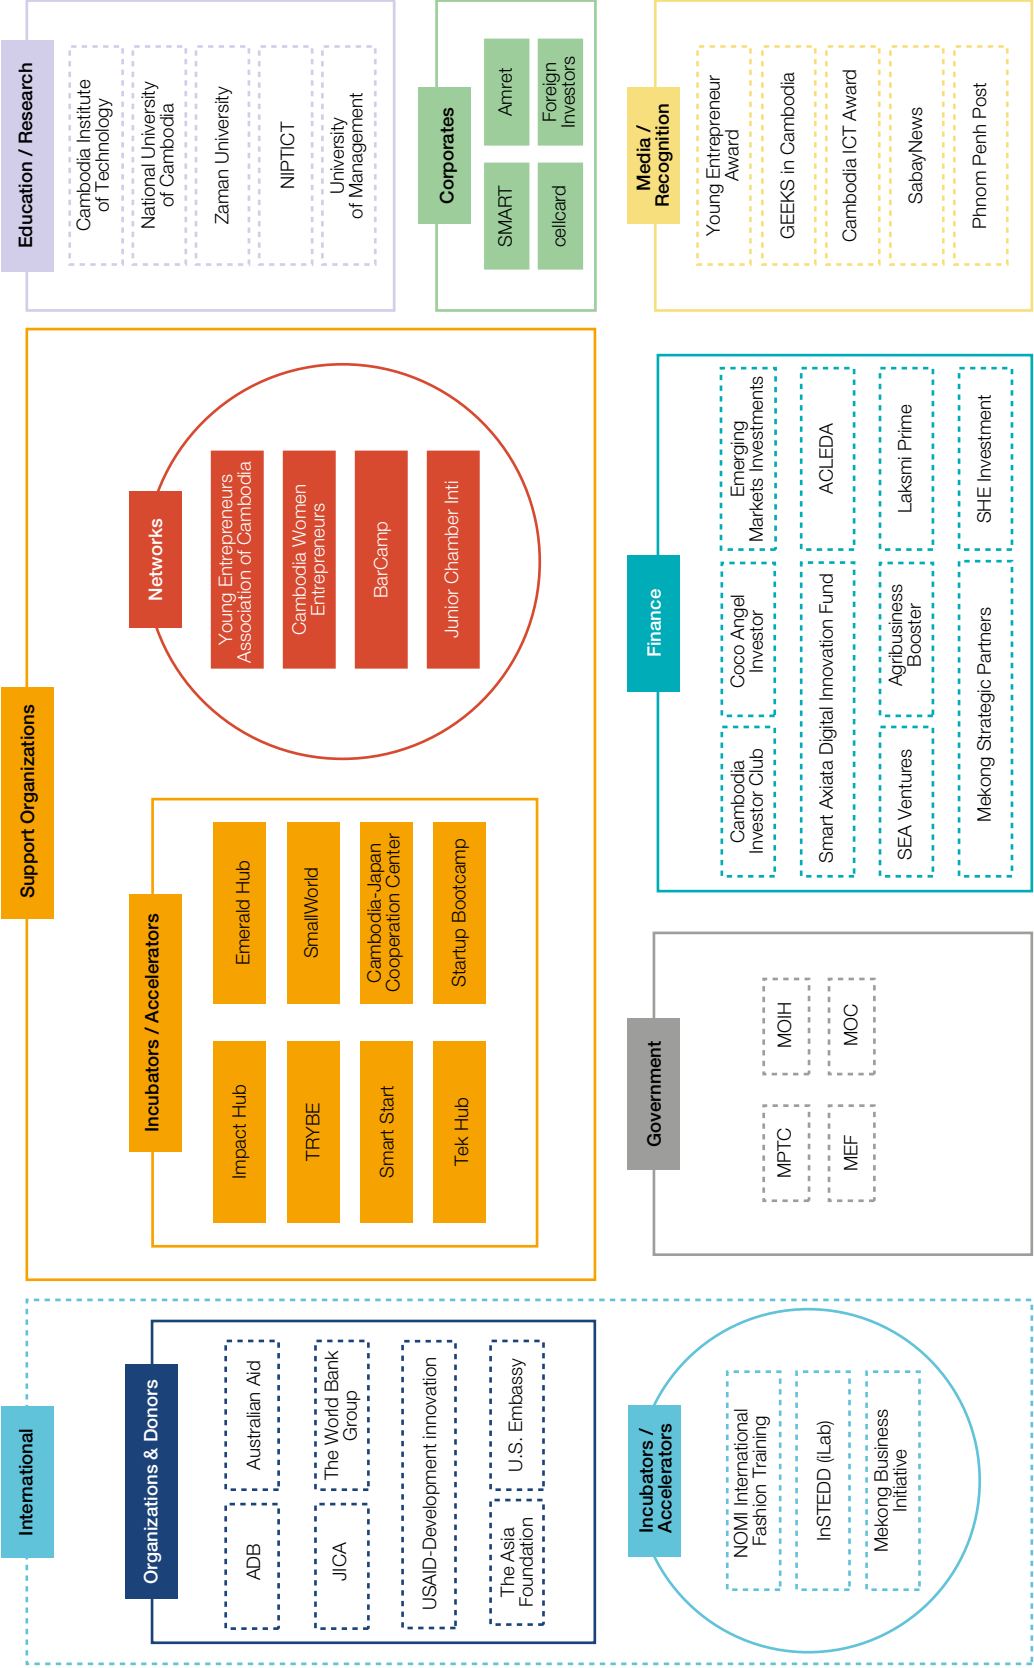 International
Organizations & Donors
ADB
Australian Aid
JICA
The World Bank
Group
USAID-Development innovation
The Asia
Foundation
U.S. Embassy
Incubators /
Accelerators
NOMI International
Fashion Training
InSTEDD (iLab)
Mekong Business
Initiative
Support Organizations
Incubators / Accelerators
Impact Hub
Emerald Hub
TRYBE
SmallWorld
Smart Start
Cambodia-Japan
Cooperation Center
Tek Hub
Startup Bootcamp
Networks
Young Entrepreneurs
Association of Cambodia
Cambodia Women
Entrepreneurs
BarCamp
Junior Chamber Inti
Government
MPTC
MOIH
MEF
MOC
Finance
Cambodia
Investor Club
Coco Angel
Investor
Emerging
Markets Investments
Smart Axiata Digital Innovation Fund
ACLEDA
SEA Ventures
Agribusiness
Booster
Laksmi Prime
Mekong Strategic Partners
SHE Investment
Education / Research
Cambodia Institute
of Technology
National University
of Cambodia
Zaman University
NIPTICT
University
of Management
Corporates
SMART
Amret
cellcard
Foreign
Investors
Media /
Recognition
Young Entrepreneur
Award
GEEKS in Cambodia
Cambodia ICT Award
SabayNews
Phnom Penh Post